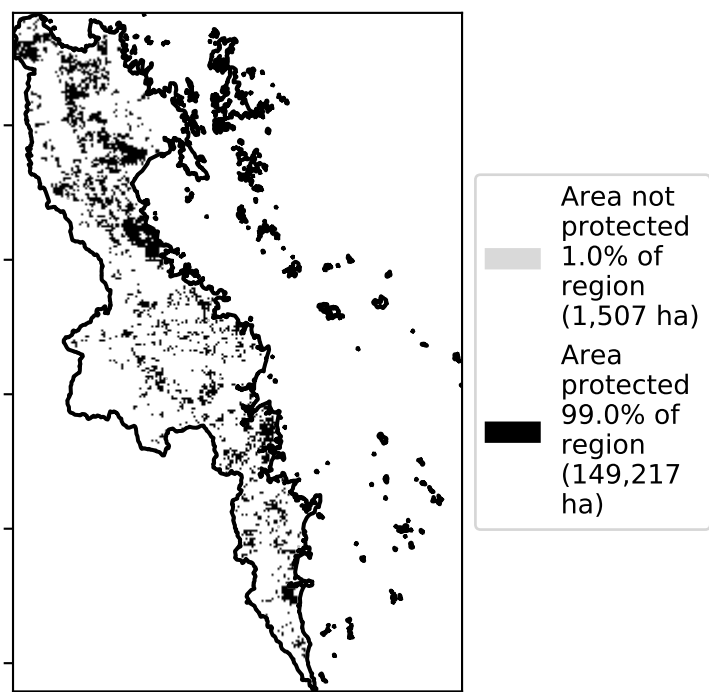 Area not
protected
1.0% of
region
(1,507 ha)
Area
protected
99.0% of
region
(149,217
ha)